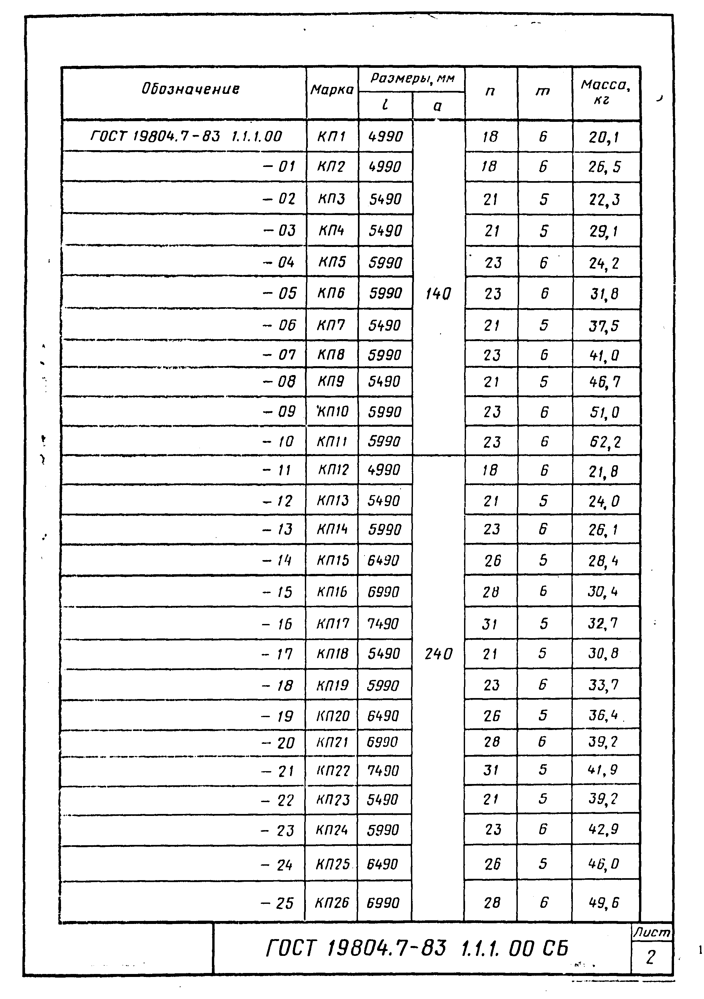 Обозначение Марка Размеры, мм n m Масса, кг
l a
ГОСТ 19804.7-83 1.1.1.00 КП1 4990 18 6 20,1
- 01 КП2 4990 18 6 26,5
- 02 КП3 5490 21 5 22,3
- 03 КП4 5490 21 5 29,1
- 04 КП5 5990 23 6 24,2
- 05 КП6 5990 140 23 6 31,8
- 06 КП7 5490 21 5 37,5
- 07 КП8 5990 23 6 41,0
- 08 КП9 5490 21 5 46,7
- 09 КП10 5990 23 6 51,0
- 10 КП11 5990 23 6 62,2
- 11 КП12 4990 18 6 21,8
- 12 КП13 5490 21 5 24,0
- 13 КП14 5990 23 6 26,1
- 14 КП15 6490 26 5 28,4
- 15 КП16 6990 28 6 30,4
- 16 КП17 7490 31 5 32,7
- 17 КП18 5490 240 21 5 30,8
- 18 КП19 5990 23 6 33,7
- 19 КП20 6490 26 5 36,4
- 20 КП21 6990 28 6 39,2
- 21 КП22 7490 31 5 41,9
- 22 КП23 5490 21 5 39,2
- 23 КП24 5990 23 6 42,9
- 24 КП25 6490 26 5 46,0
- 25 КП26 6990 28 6 49,6
ГОСТ 19804.7-83 1.1.1.00 СБ
Лист
2
1